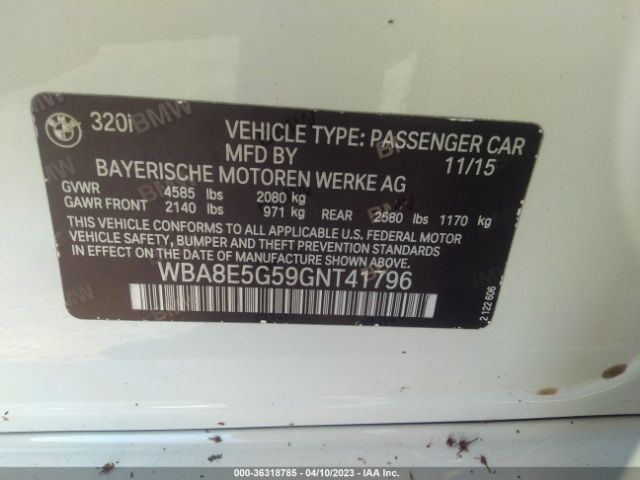 BMW
320i
VEHICLE TYPE: PASSENGER CAR
MFD BY 11/15
BAYERISCHE MOTOREN WERKE AG
GVWR 4585 lbs 2080 kg
GAWR FRONT 2140 lbs 971 kg REAR 2580 lbs 1170 kg
THIS VEHICLE CONFORMS TO ALL APPLICABLE U.S. FEDERAL MOTOR
VEHICLE SAFETY, BUMPER AND THEFT PREVENTION STANDARDS
IN EFFECT ON THE DATE OF MANUFACTURE SHOWN ABOVE.
WBA8E5G59GNT41796
2 122 606
000-36318785 - 04/10/2023 - IAA Inc.